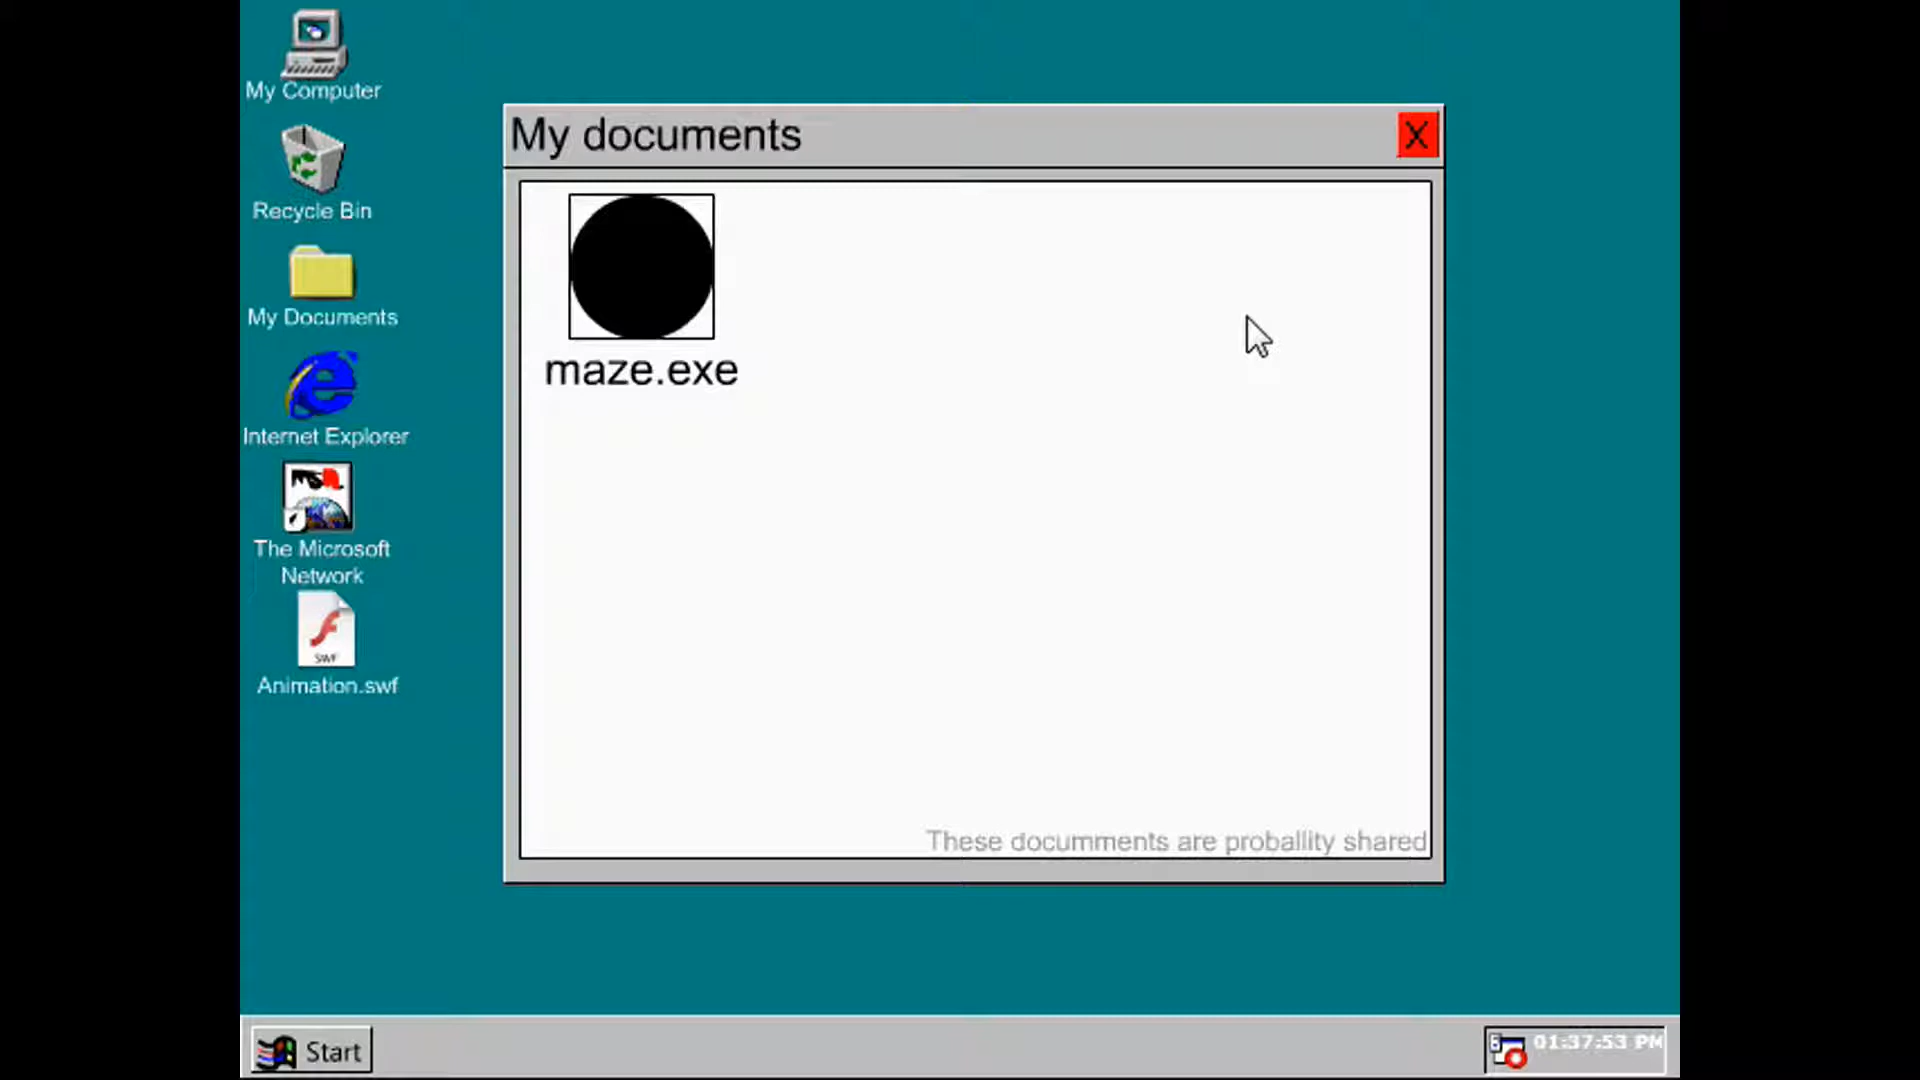 My Computer
Recycle Bin
My Documents
Internet Explorer
The Microsoft
Network
SWF
Animation.swf
My documents
X
maze.exe
These documments are proballity shared
Start
01:37:53 PM